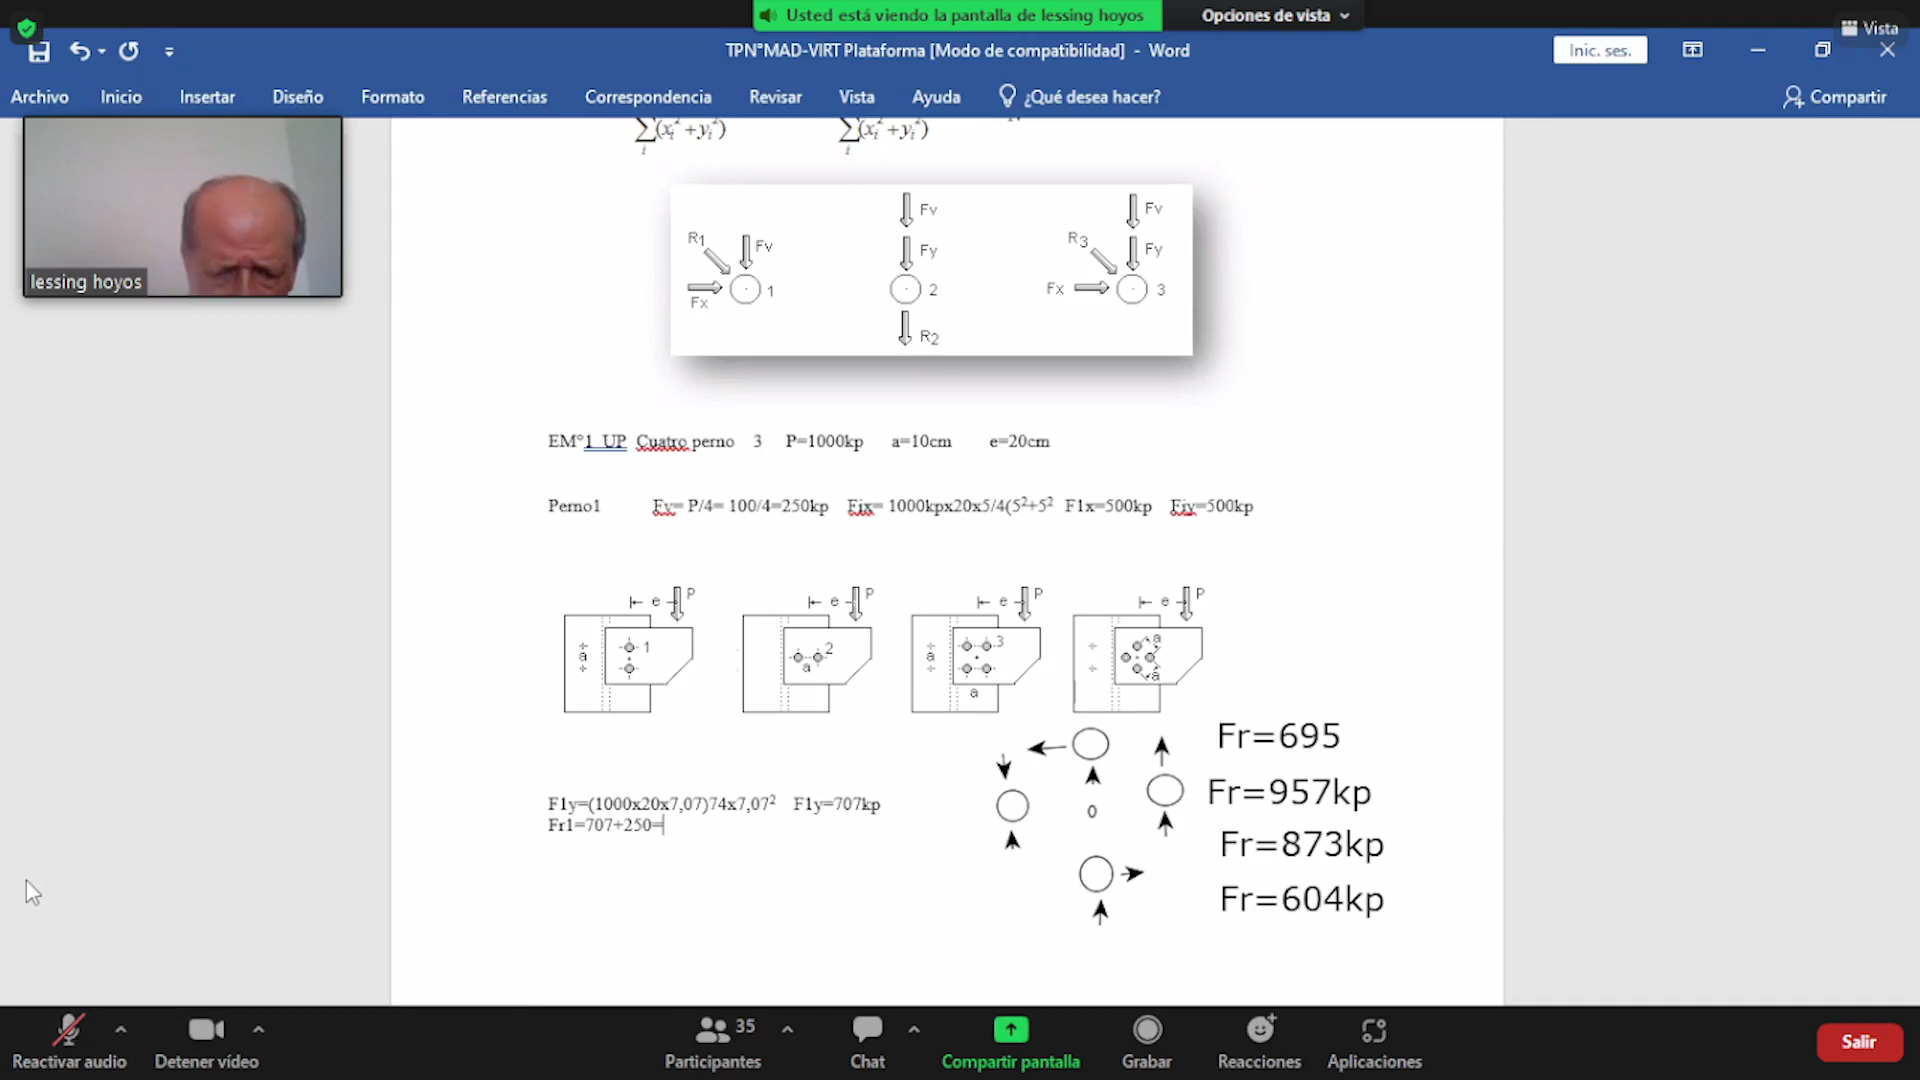 Usted está viendo la pantalla de lessing hoyos
Opciones de vista
Vista
TPN°MAD-VIRT Plataforma [Modo de compatibilidad] - Word
Inic. ses.
Archivo Inicio Insertar Diseño Formato Referencias Correspondencia Revisar Vista Ayuda ¿Qué desea hacer? Compartir
lessing hoyos
∑(xᵢ² + yᵢ²) ∑(xᵢ² + yᵢ²)
i i
Fv Fv
R1 Fv Fy R3 Fy
Fx 1 2 Fx 3
R2
EM°1 UP Cuatro perno 3 P=1000kp a=10cm e=20cm
Perno1 Fv= P/4= 100/4=250kp Fix= 1000kpx20x5/4(5²+5² F1x=500kp Fiy=500kp
e P e P e P e P
a 1 2 a a 3 a
a a
Fr=695
Fr=957kp
F1y=(1000x20x7,07)74x7,07² F1y=707kp
Fr1=707+250=
0
Fr=873kp
Fr=604kp
Reactivar audio Detener vídeo Participantes 35 Chat Compartir pantalla Grabar Reacciones Aplicaciones Salir